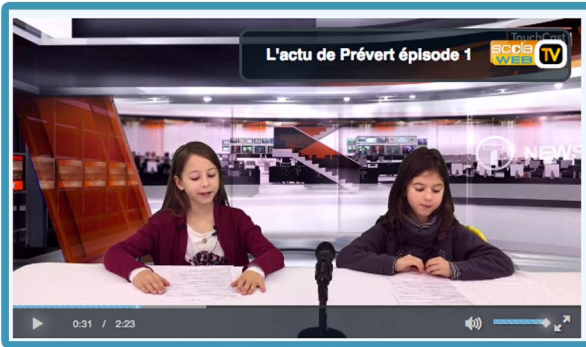 TouchCast
L'actu de Prévert épisode 1
scola
WEB
TV
NEWS
0:31 / 2:23